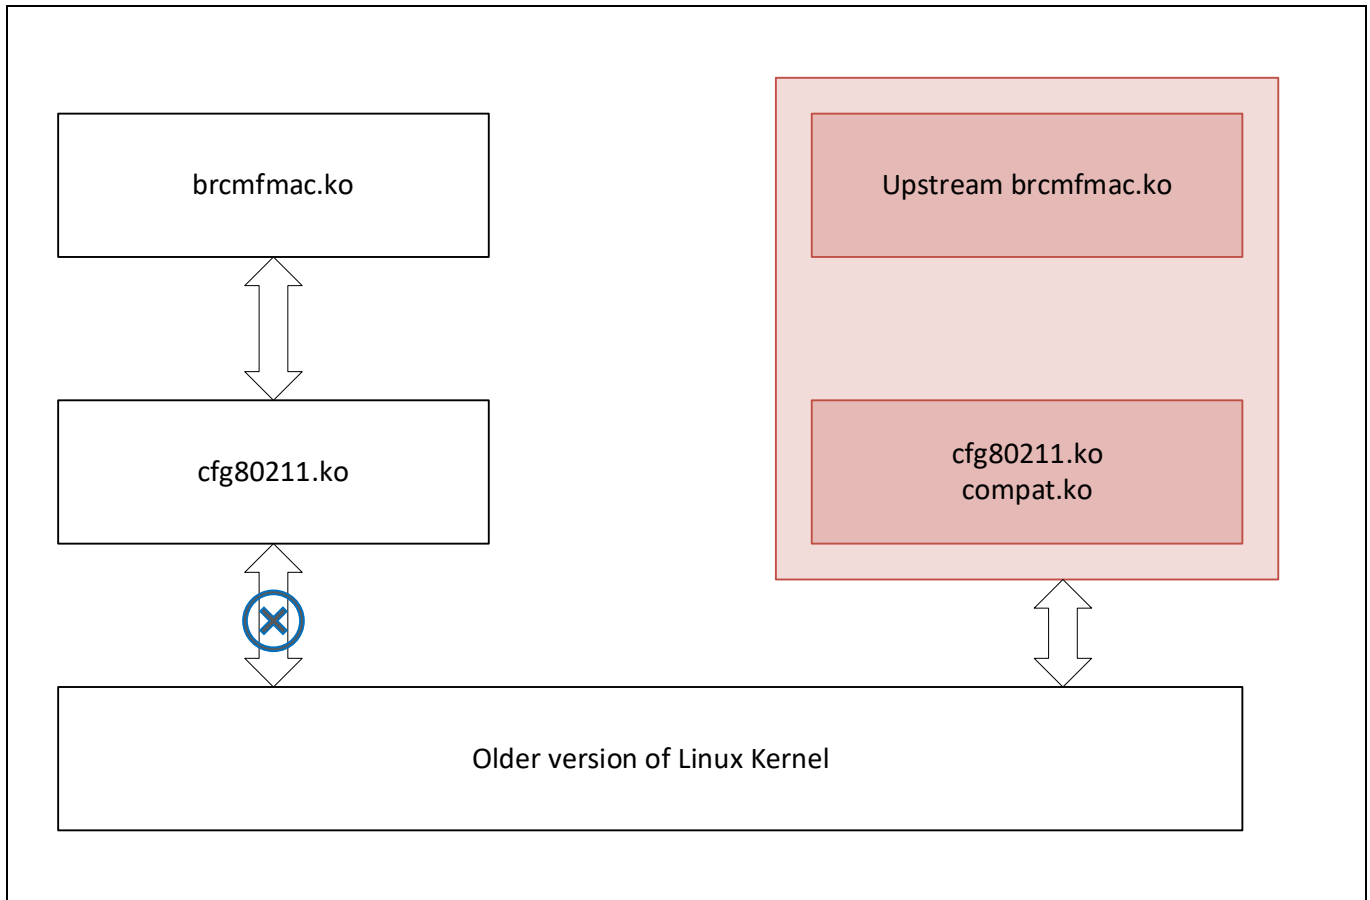 brcmfmac.ko
Upstream brcmfmac.ko
cfg80211.ko
cfg80211.ko
compat.ko
Older version of Linux Kernel